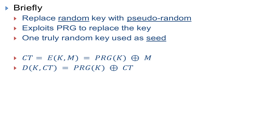 Briefly
Replace random key with pseudo-random
Exploits PRG to replace the key
One truly random key used as seed
CT = E(K, M) = PRG(K) ⊕ M
D(K, CT) = PRG(K) ⊕ CT